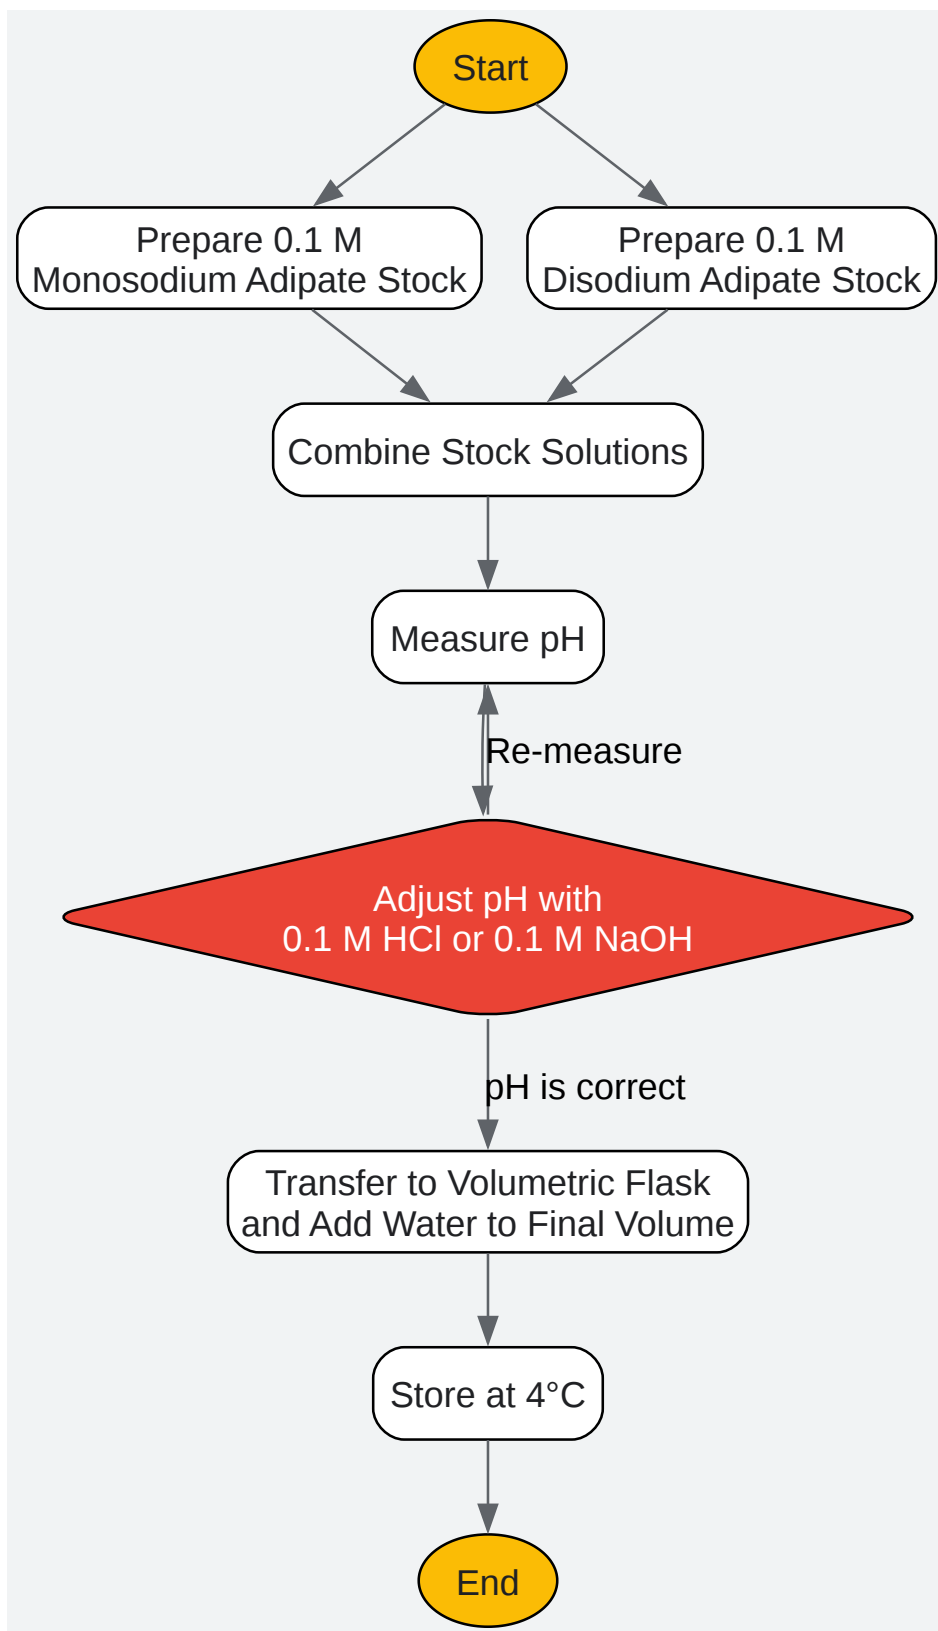 Start
Prepare 0.1 M
Monosodium Adipate Stock
Prepare 0.1 M
Disodium Adipate Stock
Combine Stock Solutions
Measure pH
Re-measure
Adjust pH with
0.1 M HCl or 0.1 M NaOH
pH is correct
Transfer to Volumetric Flask
and Add Water to Final Volume
Store at 4°C
End